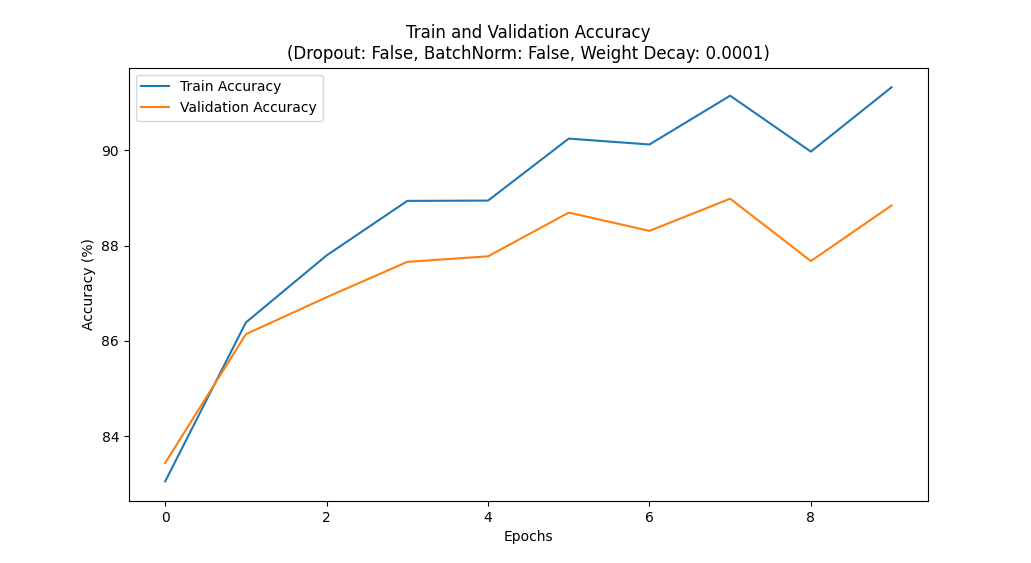 Train and Validation Accuracy
(Dropout: False, BatchNorm: False, Weight Decay: 0.0001)
Train Accuracy
Validation Accuracy
90
88
86
84
Accuracy (%)
0 2 4 6 8
Epochs